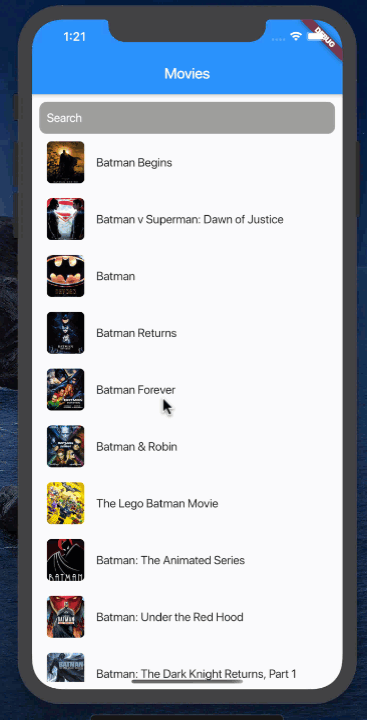 1:21
DEBUG
Movies
Search
Batman Begins
Batman v Superman: Dawn of Justice
Batman
Batman Returns
Batman Forever
Batman & Robin
The Lego Batman Movie
BATMAN
Batman: The Animated Series
Batman: Under the Red Hood
Batman: The Dark Knight Returns, Part 1